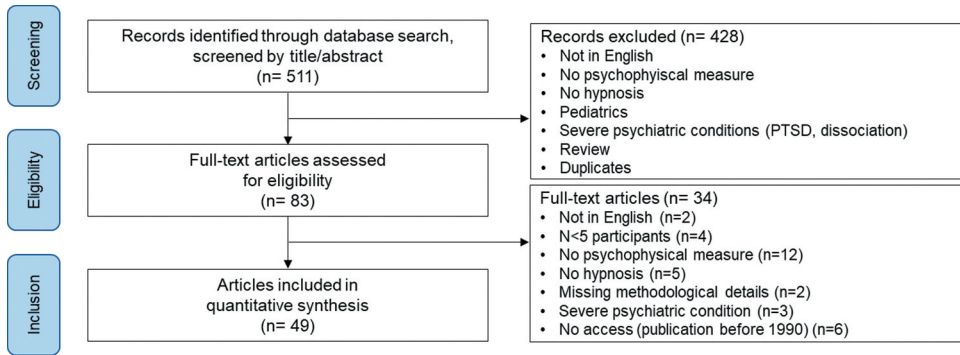 Screening
Records identified through database search,
screened by title/abstract
(n= 511)
Records excluded (n= 428)
• Not in English
• No psychophyiscal measure
• No hypnosis
• Pediatrics
• Severe psychiatric conditions (PTSD, dissociation)
• Review
• Duplicates
Eligibility
Full-text articles assessed
for eligibility
(n= 83)
Full-text articles (n= 34)
• Not in English (n=2)
• N<5 participants (n=4)
• No psychophysical measure (n=12)
• No hypnosis (n=5)
• Missing methodological details (n=2)
• Severe psychiatric condition (n=3)
• No access (publication before 1990) (n=6)
Inclusion
Articles included in
quantitative synthesis
(n= 49)